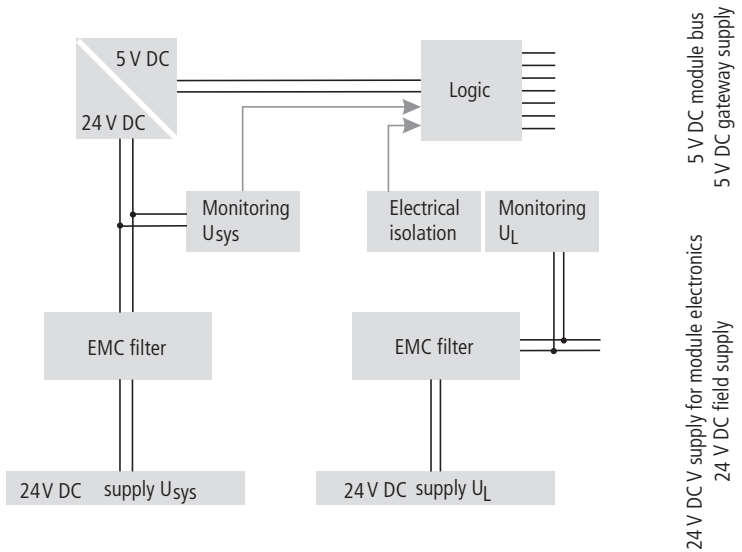 5 V DC
24 V DC
Logic
Monitoring
Usys
Electrical
isolation
Monitoring
UL
EMC filter
EMC filter
24 V DC supply Usys
24 V DC supply UL
5 V DC module bus
5 V DC gateway supply
24 V DC V supply for module electronics
24 V DC field supply